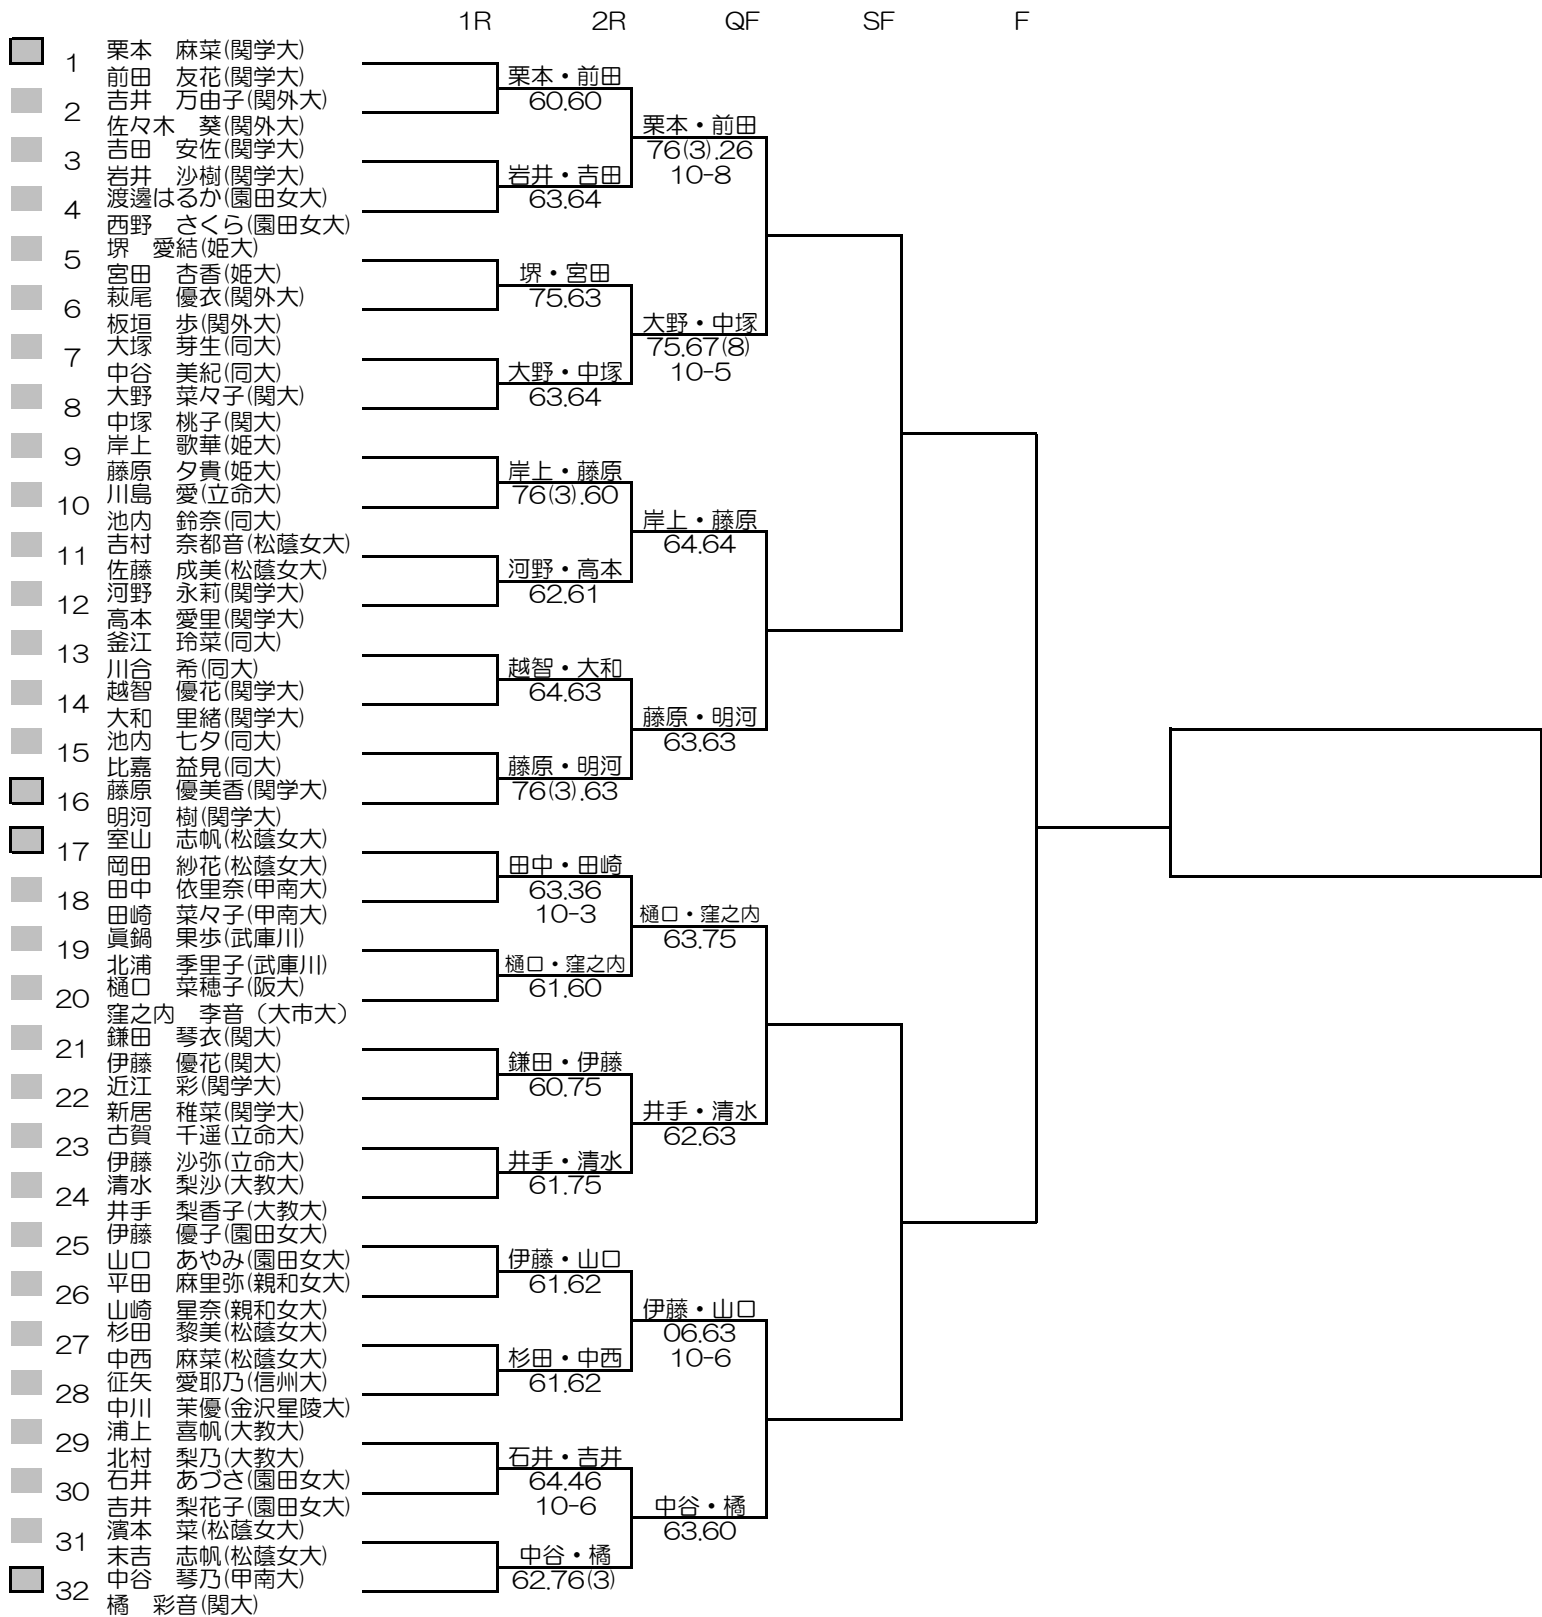 1R 2R QF SF F
1 栗本　麻菜(関学大)
前田　友花(関学大)
2 吉井　万由子(関外大)
佐々木　葵(関外大)
3 吉田　安佐(関学大)
岩井　沙樹(関学大)
4 渡邊はるか(園田女大)
西野　さくら(園田女大)
5 堺　愛結(姫大)
宮田　杏香(姫大)
6 萩尾　優衣(関外大)
板垣　歩(関外大)
7 大塚　芽生(同大)
中谷　美紀(同大)
8 大野　菜々子(関大)
中塚　桃子(関大)
9 岸上　歌華(姫大)
藤原　夕貴(姫大)
10 川島　愛(立命大)
池内　鈴奈(同大)
11 吉村　奈都音(松蔭女大)
佐藤　成美(松蔭女大)
12 河野　永莉(関学大)
高本　愛里(関学大)
13 釜江　玲菜(同大)
川合　希(同大)
14 越智　優花(関学大)
大和　里緒(関学大)
15 池内　七夕(同大)
比嘉　益見(同大)
16 藤原　優美香(関学大)
明河　樹(関学大)
17 室山　志帆(松蔭女大)
岡田　紗花(松蔭女大)
18 田中　依里奈(甲南大)
田崎　菜々子(甲南大)
19 眞鍋　果歩(武庫川)
北浦　季里子(武庫川)
20 樋口　菜穂子(阪大)
窪之内　李音（大市大）
21 鎌田　琴衣(関大)
伊藤　優花(関大)
22 近江　彩(関学大)
新居　稚菜(関学大)
23 古賀　千遥(立命大)
伊藤　沙弥(立命大)
24 清水　梨沙(大教大)
井手　梨香子(大教大)
25 伊藤　優子(園田女大)
山口　あやみ(園田女大)
26 平田　麻里弥(親和女大)
山崎　星奈(親和女大)
27 杉田　黎美(松蔭女大)
中西　麻菜(松蔭女大)
28 征矢　愛耶乃(信州大)
中川　茉優(金沢星陵大)
29 浦上　喜帆(大教大)
北村　梨乃(大教大)
30 石井　あづさ(園田女大)
吉井　梨花子(園田女大)
31 濱本　菜(松蔭女大)
末吉　志帆(松蔭女大)
32 中谷　琴乃(甲南大)
橘　彩音(関大)
栗本・前田
60.60
岩井・吉田
63.64
堺・宮田
75.63
大野・中塚
63.64
岸上・藤原
76(3).60
河野・高本
62.61
越智・大和
64.63
藤原・明河
76(3).63
田中・田崎
63.36
10-3
樋口・窪之内
61.60
鎌田・伊藤
60.75
井手・清水
61.75
伊藤・山口
61.62
杉田・中西
61.62
石井・吉井
64.46
10-6
中谷・橘
62.76(3)
栗本・前田
76(3).26
10-8
大野・中塚
75.67(8)
10-5
岸上・藤原
64.64
藤原・明河
63.63
樋口・窪之内
63.75
井手・清水
62.63
伊藤・山口
06.63
10-6
中谷・橘
63.60